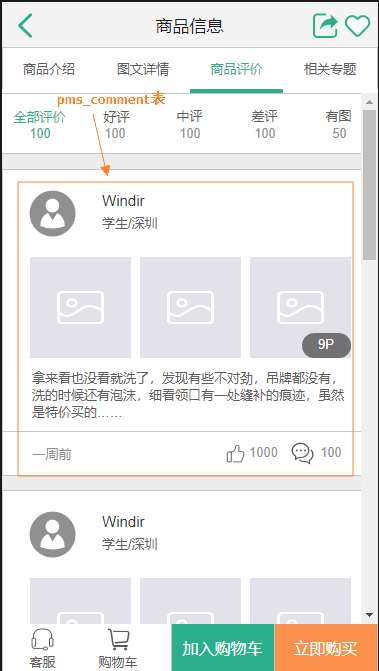 商品信息
商品介绍 图文详情 商品评价 相关专题
pms_comment表
全部评价 好评 中评 差评 有图
100 100 100 100 50
Windir
学生/深圳
9P
拿来看也没看就洗了，发现有些不对劲，吊牌都没有，
洗的时候还有泡沫，细看领口有一处缝补的痕迹，虽然
是特价买的……
一周前 1000 100
Windir
学生/深圳
客服 购物车 加入购物车 立即购买